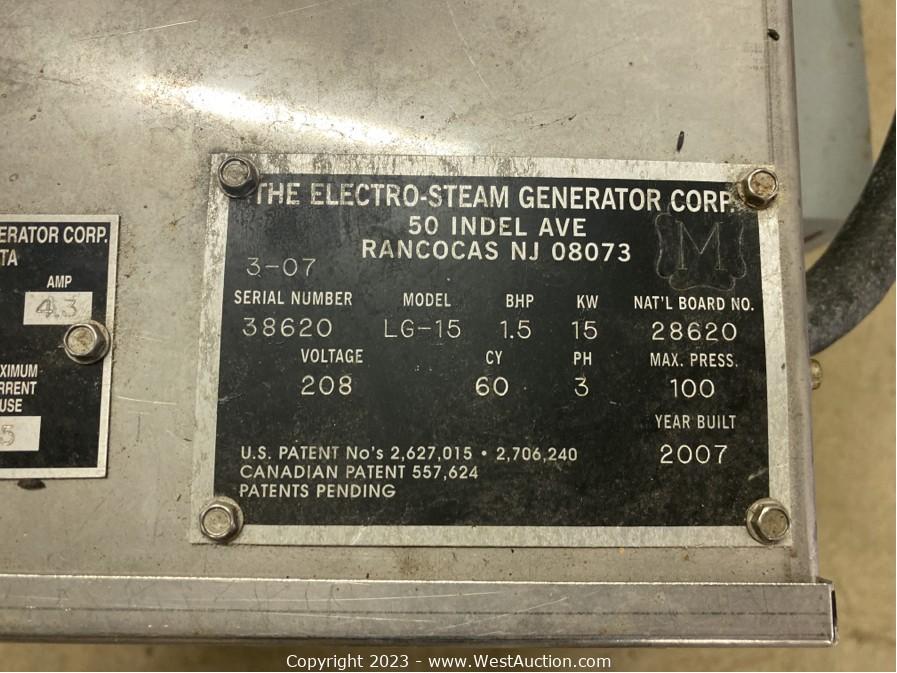 ERATOR CORP.
TA
AMP
4.3
XIMUM
RRENT
USE
5
THE ELECTRO-STEAM GENERATOR CORP.
50 INDEL AVE
RANCOCAS NJ 08073
M
3-07
SERIAL NUMBER MODEL BHP KW NAT'L BOARD NO.
38620 LG-15 1.5 15 28620
VOLTAGE CY PH MAX. PRESS.
208 60 3 100
YEAR BUILT
2007
U.S. PATENT No's 2,627,015 • 2,706,240
CANADIAN PATENT 557,624
PATENTS PENDING
Copyright 2023 - www.WestAuction.com